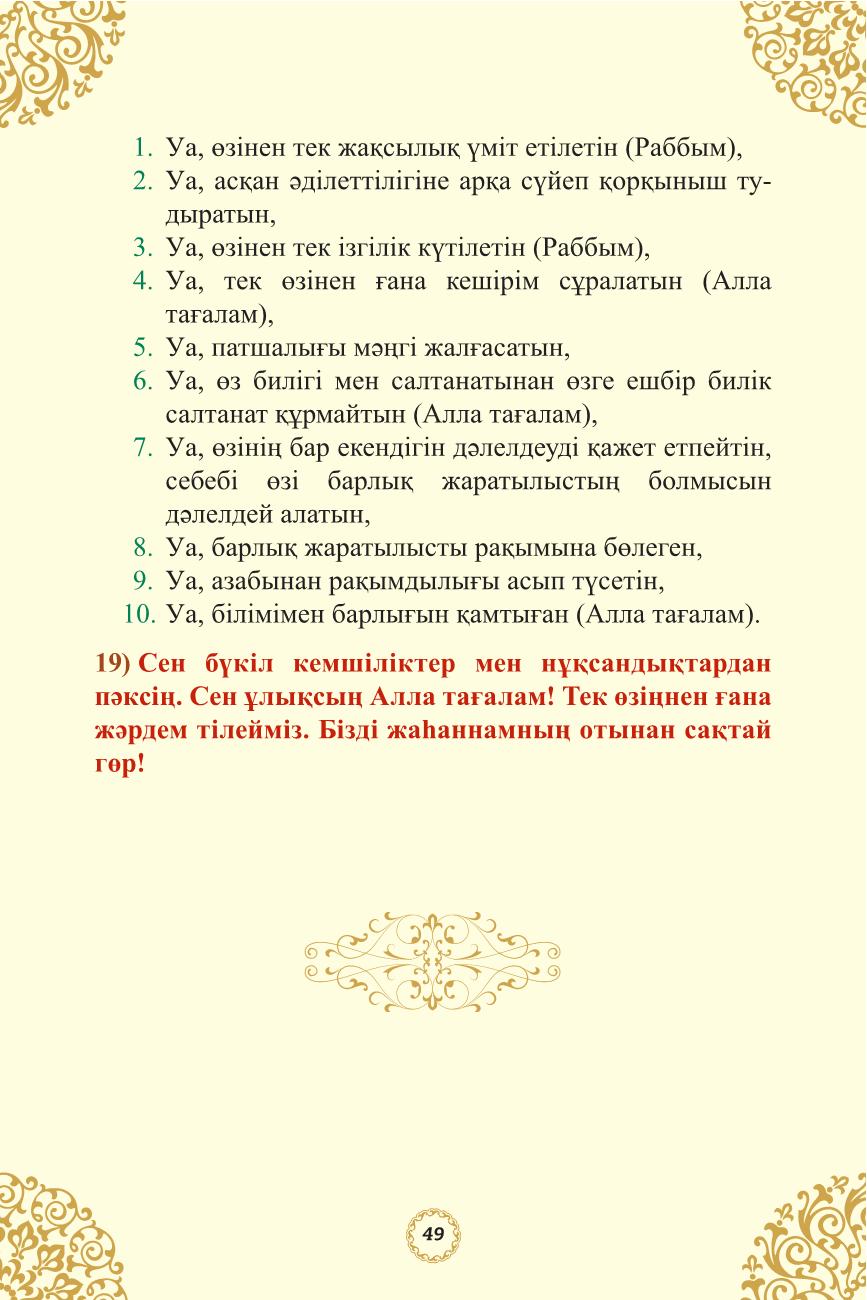 1. Уа, өзінен тек жақсылық үміт етілетін (Раббым),
2. Уа, асқан әділеттілігіне арқа сүйеп қорқыныш ту-
дыратын,
3. Уа, өзінен тек ізгілік күтілетін (Раббым),
4. Уа, тек өзінен ғана кешірім сұралатын (Алла
тағалам),
5. Уа, патшалығы мәңгі жалғасатын,
6. Уа, өз билігі мен салтанатынан өзге ешбір билік
салтанат құрмайтын (Алла тағалам),
7. Уа, өзінің бар екендігін дәлелдеуді қажет етпейтін,
себебі өзі барлық жаратылыстың болмысын
дәлелдей алатын,
8. Уа, барлық жаратылысты рақымына бөлеген,
9. Уа, азабынан рақымдылығы асып түсетін,
10. Уа, білімімен барлығын қамтыған (Алла тағалам).
19) Сен бүкіл кемшіліктер мен нұқсандықтардан
пәксің. Сен ұлықсың Алла тағалам! Тек өзіңнен ғана
жәрдем тілейміз. Бізді жаһаннамның отынан сақтай
гөр!
49